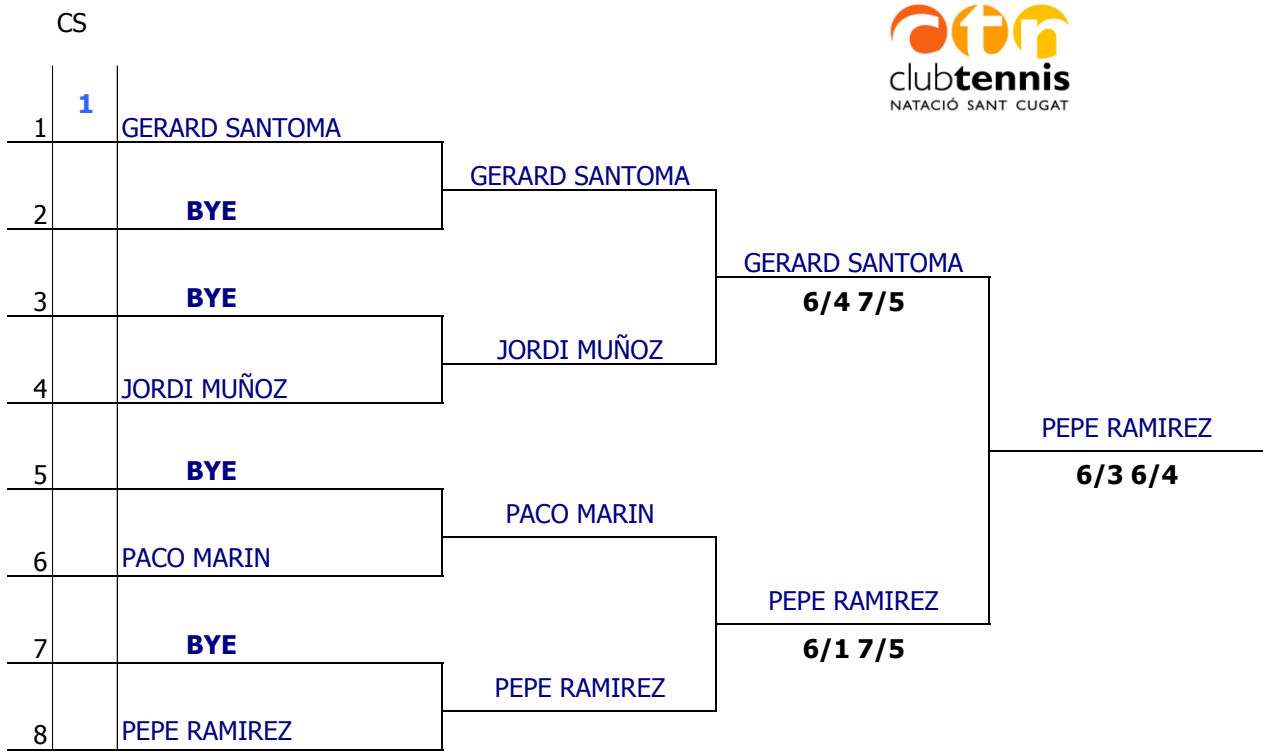 CS
clubtennis
NATACIÓ SANT CUGAT
1
1 GERARD SANTOMA
GERARD SANTOMA
2 BYE
GERARD SANTOMA
3 BYE
6/4 7/5
JORDI MUÑOZ
4 JORDI MUÑOZ
PEPE RAMIREZ
5 BYE
6/3 6/4
PACO MARIN
6 PACO MARIN
PEPE RAMIREZ
7 BYE
6/1 7/5
PEPE RAMIREZ
8 PEPE RAMIREZ